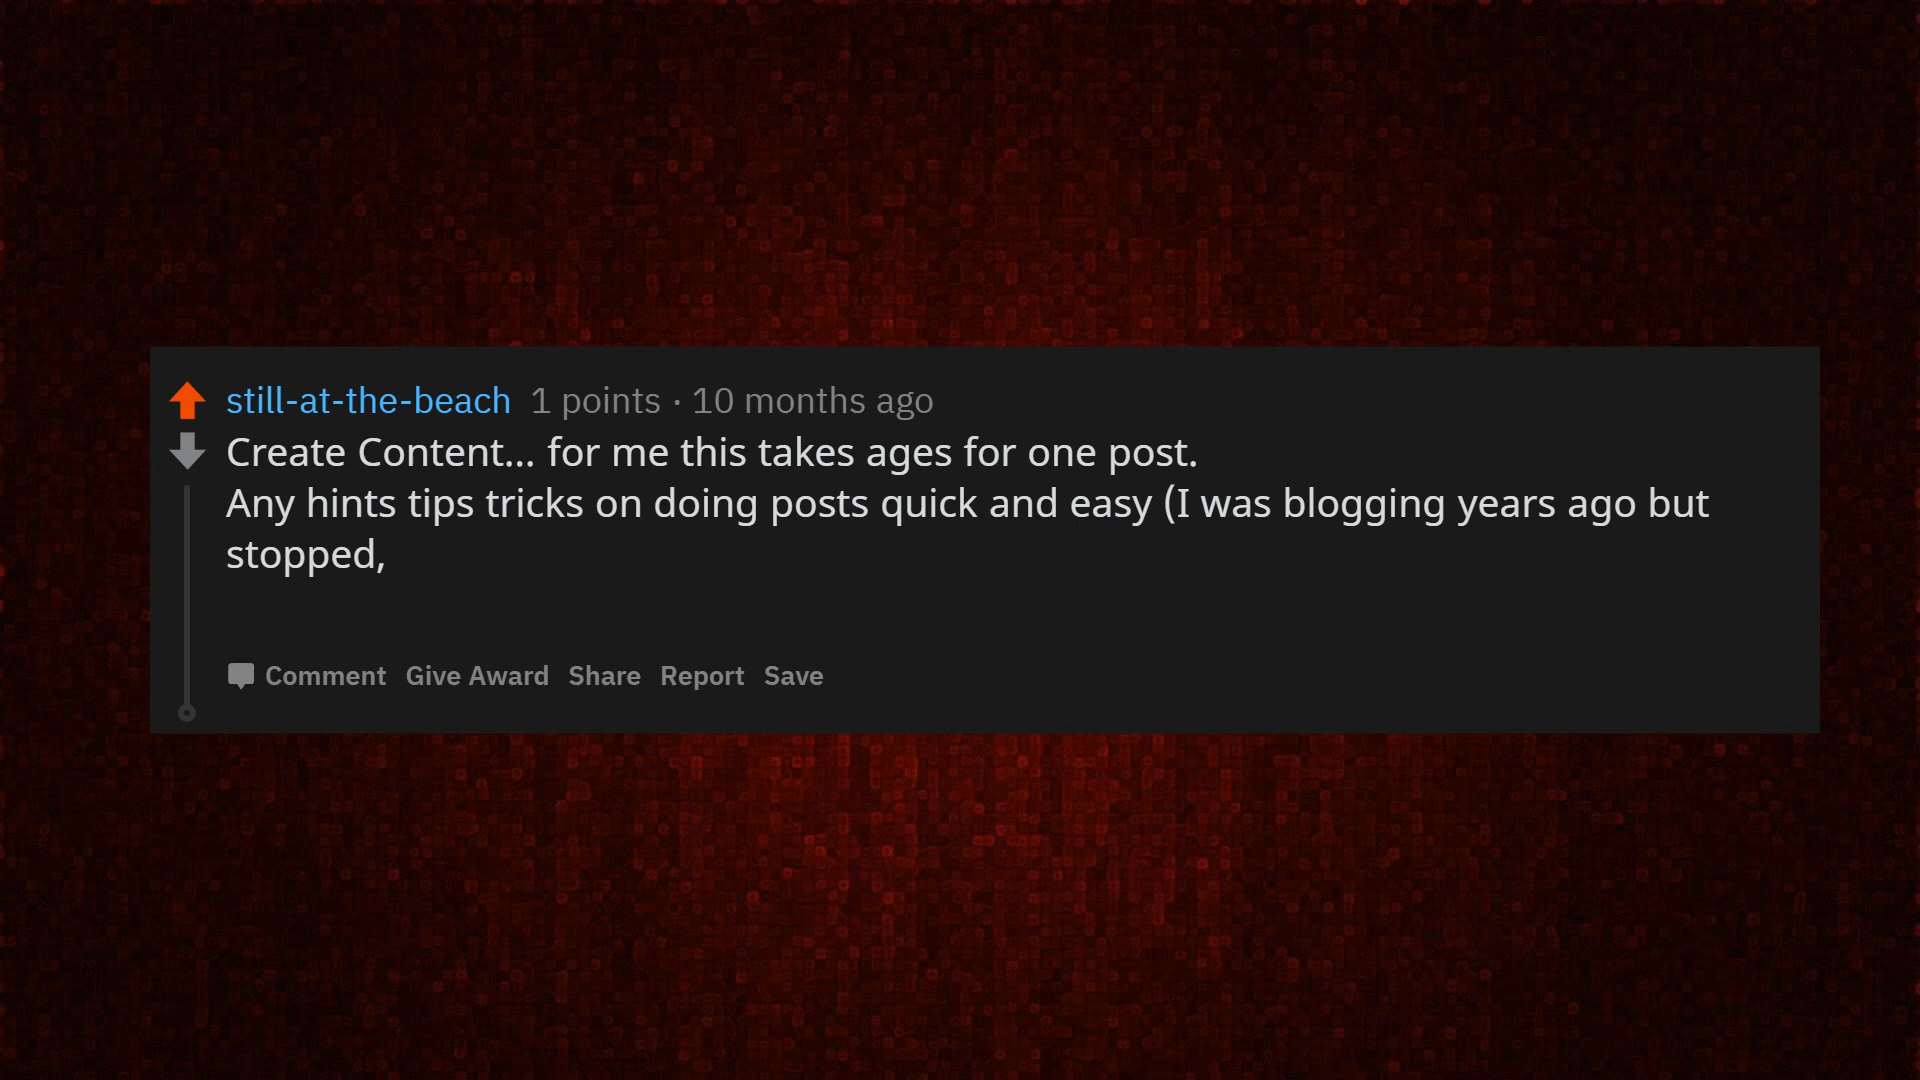 still-at-the-beach 1 points · 10 months ago
Create Content... for me this takes ages for one post.
Any hints tips tricks on doing posts quick and easy (I was blogging years ago but
stopped,
Comment Give Award Share Report Save